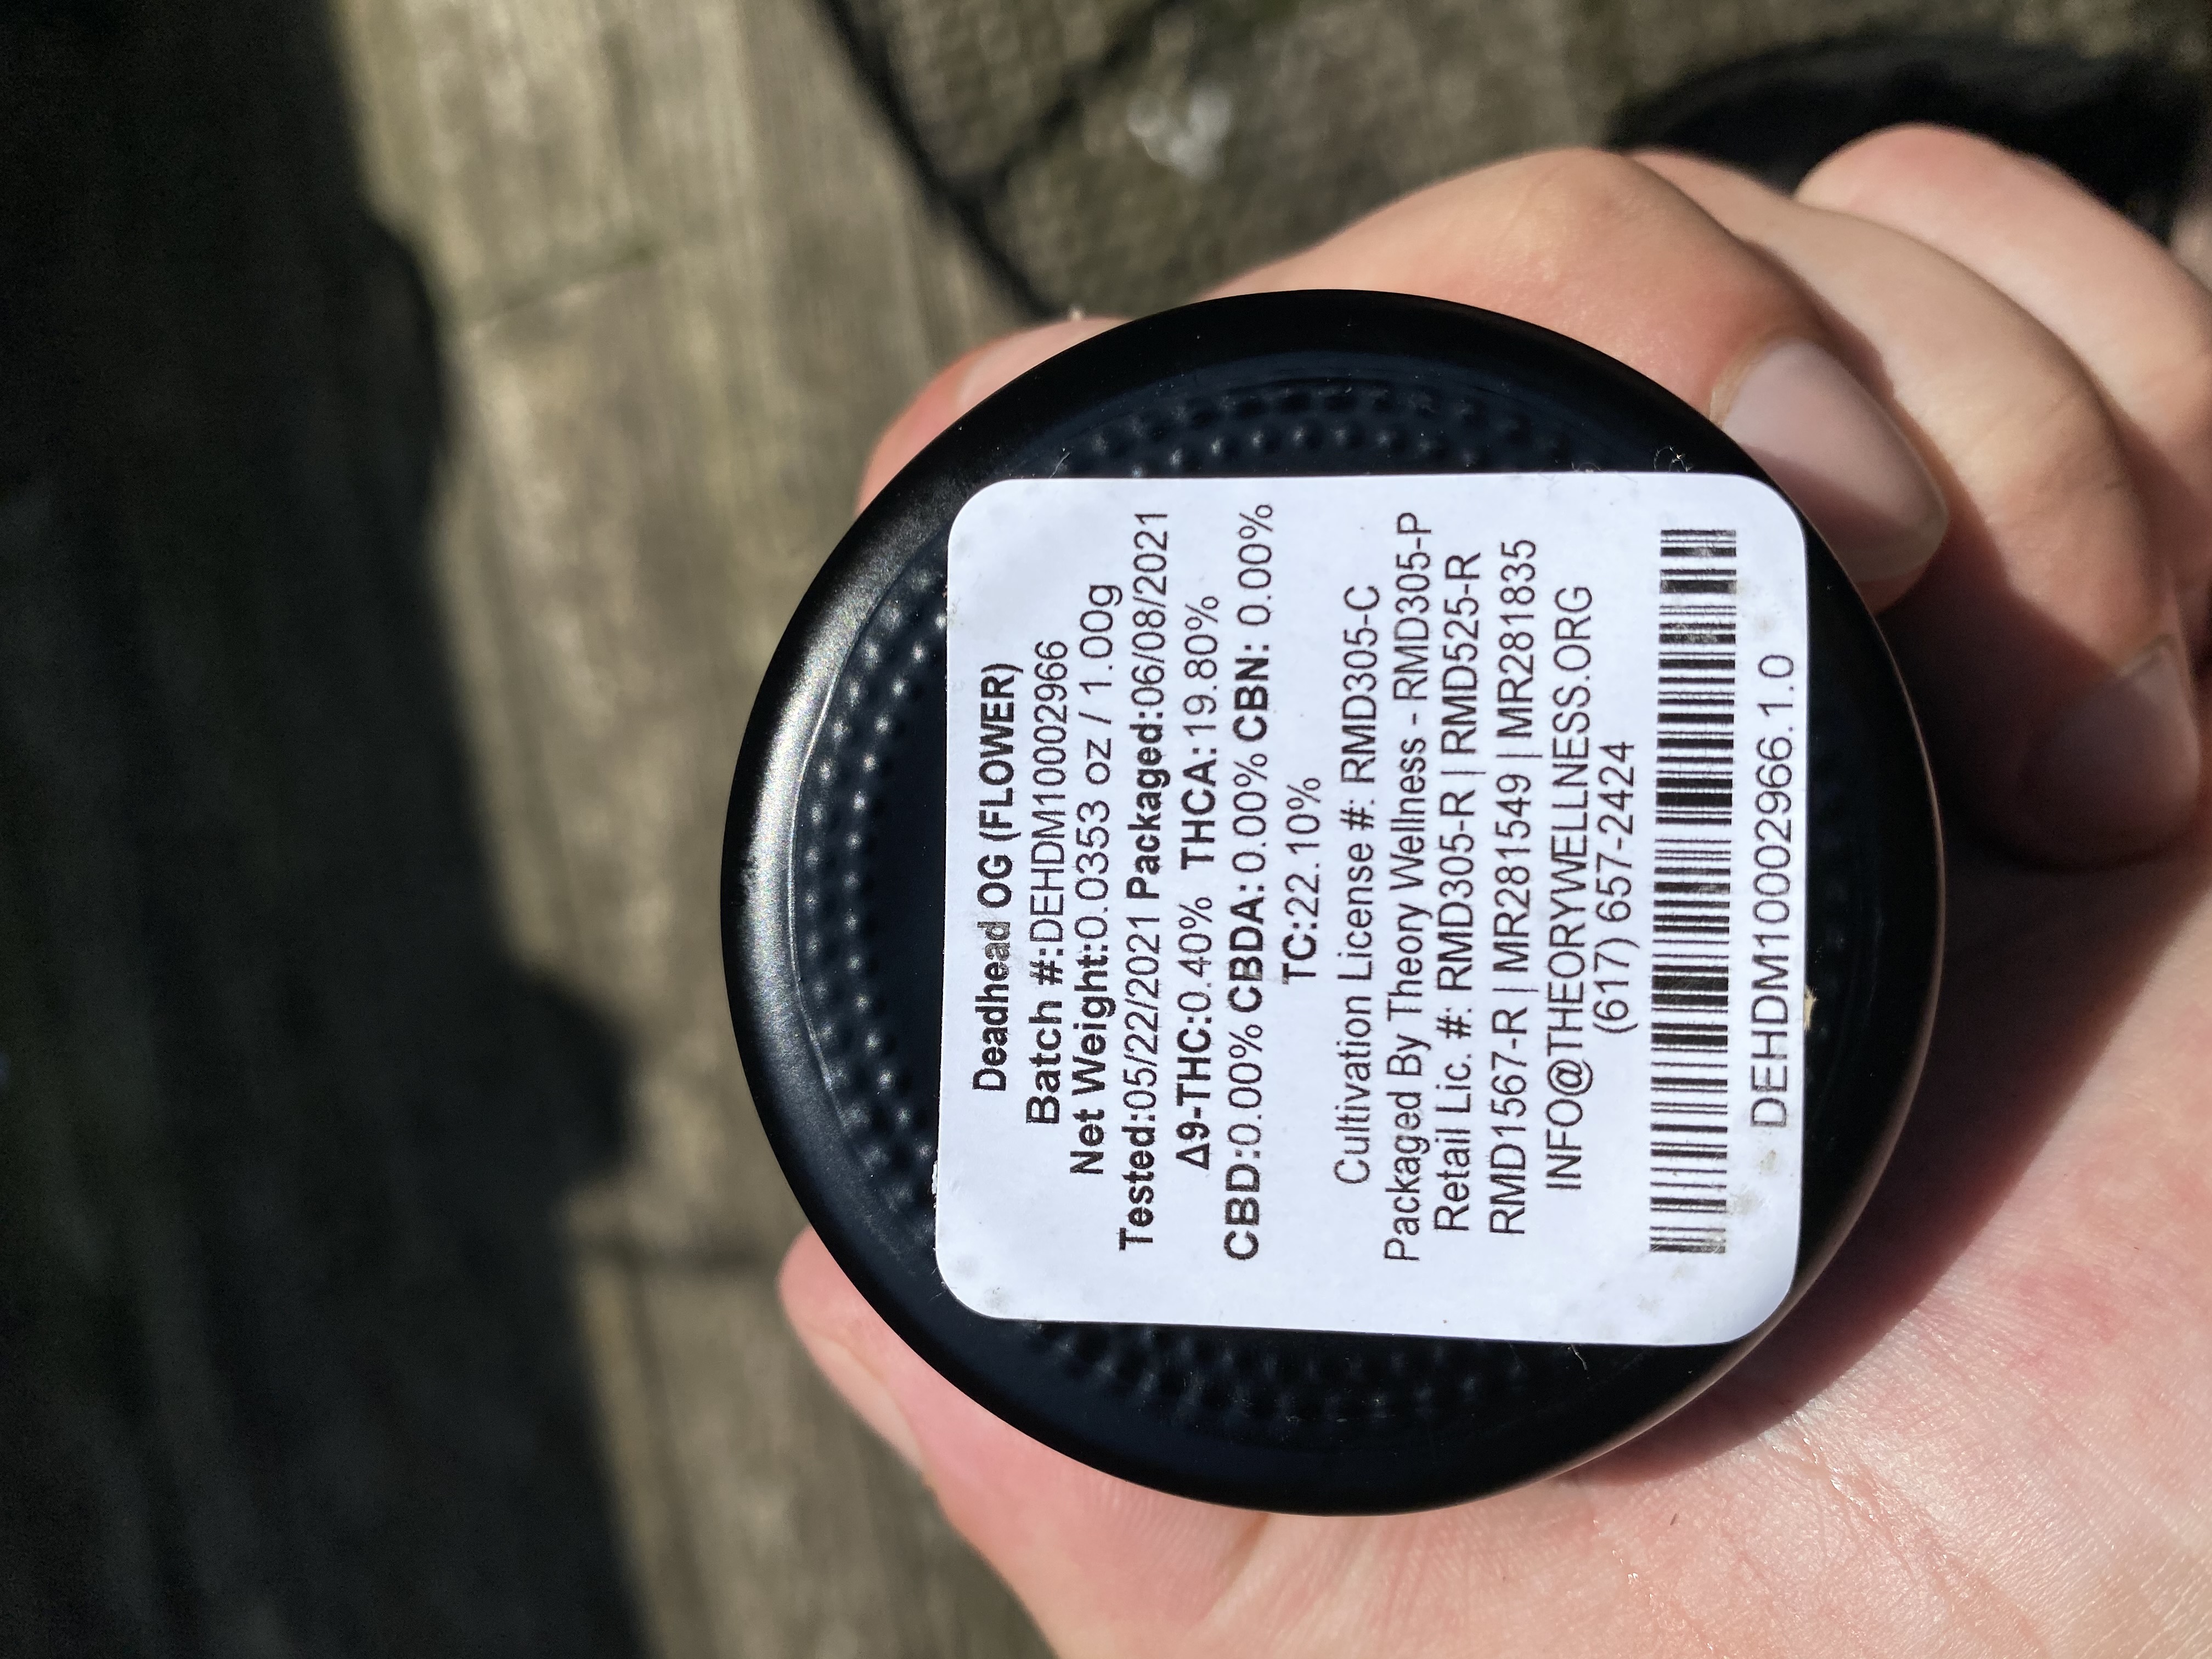 Deadhead OG (FLOWER)
Batch #:DEHDM10002966
Net Weight:0.0353 oz / 1.00g
Tested:05/22/2021 Packaged:06/08/2021
Δ9-THC:0.40% THCA:19.80%
CBD:0.00% CBDA: 0.00% CBN: 0.00%
TC:22.10%
Cultivation License #: RMD305-C
Packaged By Theory Wellness - RMD305-P
Retail Lic. #: RMD305-R | RMD525-R
RMD1567-R | MR281549 | MR281835
INFO@THEORYWELLNESS.ORG
(617) 657-2424
DEHDM10002966.1.0